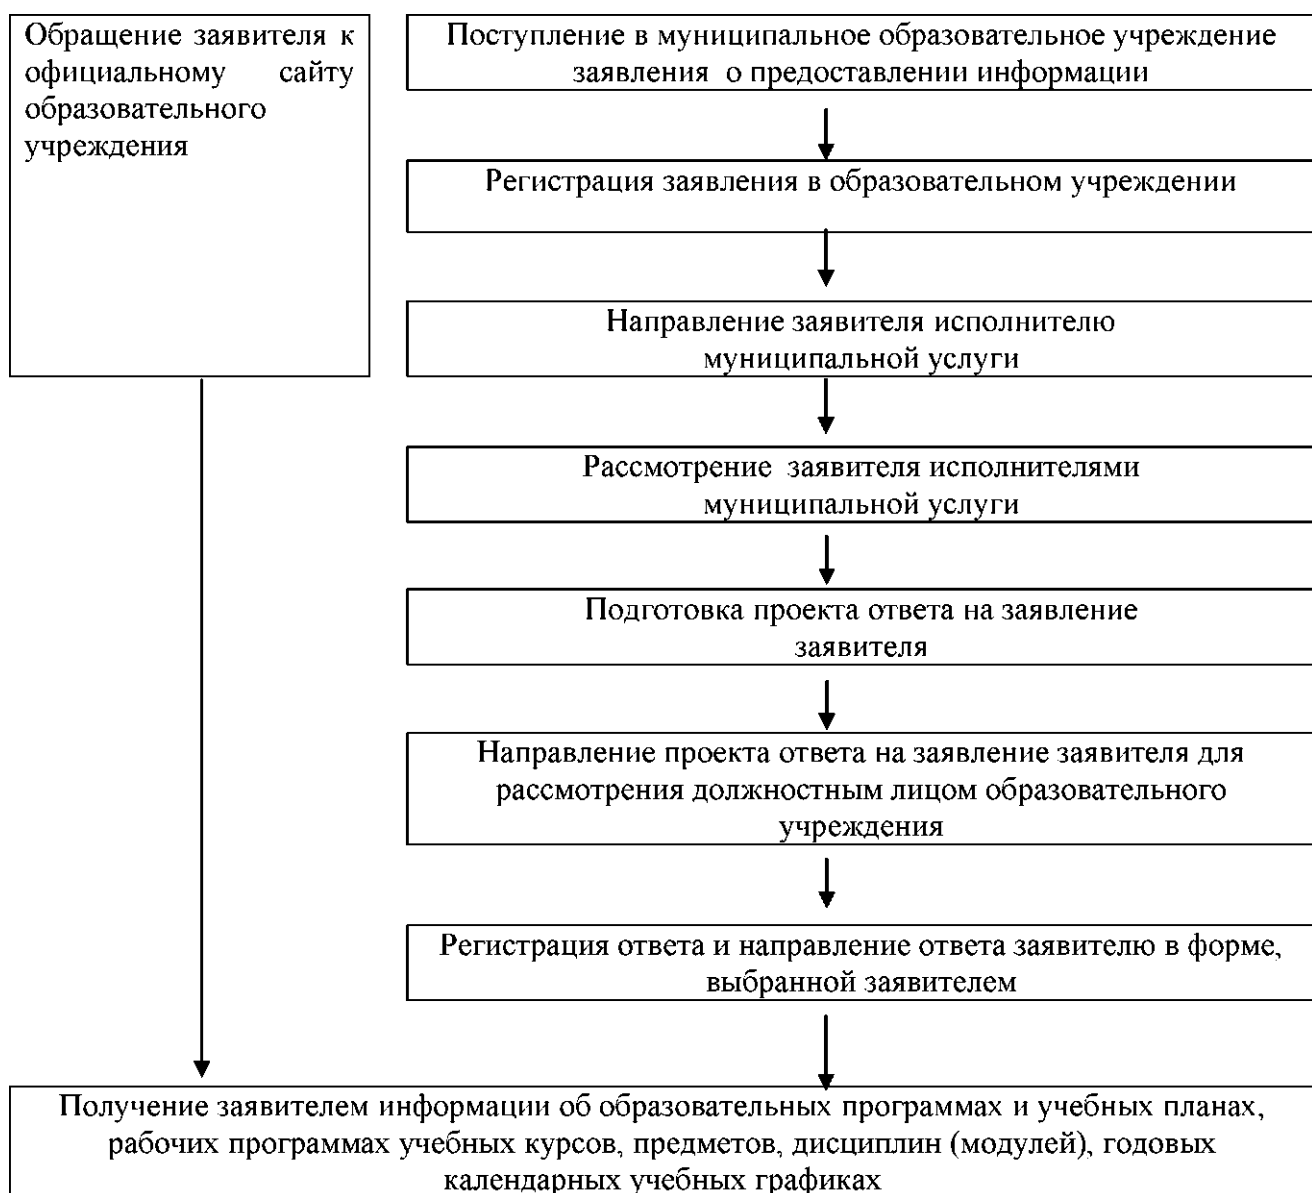 Обращение заявителя к
официальному сайту
образовательного
учреждения
Поступление в муниципальное образовательное учреждение
заявления о предоставлении информации
Регистрация заявления в образовательном учреждении
Направление заявителя исполнителю
муниципальной услуги
Рассмотрение заявителя исполнителями
муниципальной услуги
Подготовка проекта ответа на заявление
заявителя
Направление проекта ответа на заявление заявителя для
рассмотрения должностным лицом образовательного
учреждения
Регистрация ответа и направление ответа заявителю в форме,
выбранной заявителем
Получение заявителем информации об образовательных программах и учебных планах,
рабочих программах учебных курсов, предметов, дисциплин (модулей), годовых
календарных учебных графиках